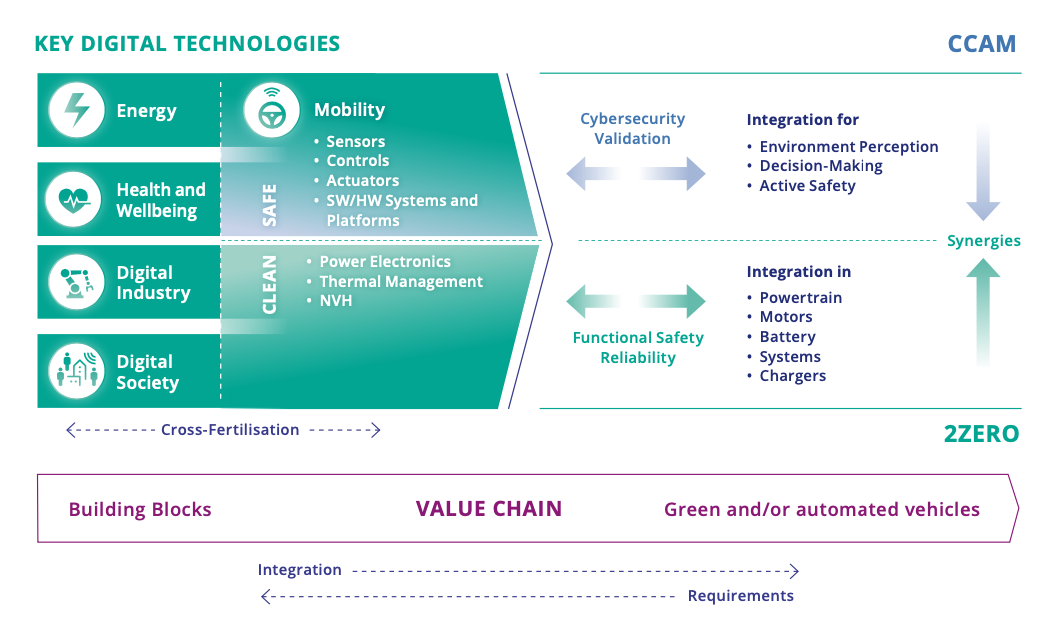 KEY DIGITAL TECHNOLOGIES
CCAM
Energy
Health and
Wellbeing
Digital
Industry
Digital
Society
Mobility
• Sensors
• Controls
• Actuators
• SW/HW Systems and
Platforms
SAFE
CLEAN
• Power Electronics
• Thermal Management
• NVH
Cybersecurity
Validation
Integration for
• Environment Perception
• Decision-Making
• Active Safety
Synergies
Functional Safety
Reliability
Integration in
• Powertrain
• Motors
• Battery
• Systems
• Chargers
Cross-Fertilisation
2ZERO
Building Blocks
VALUE CHAIN
Green and/or automated vehicles
Integration
Requirements